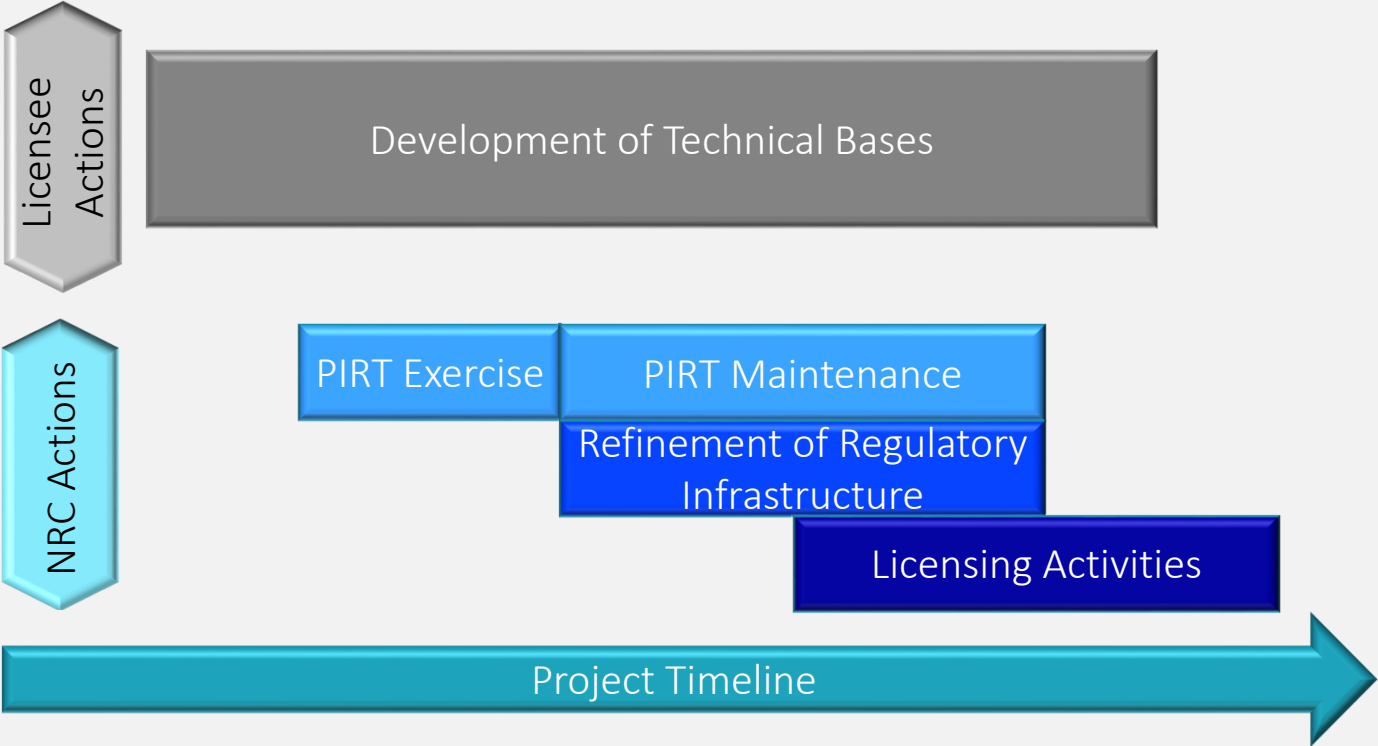 Licensee
Actions
Development of Technical Bases
NRC Actions
PIRT Exercise
PIRT Maintenance
Refinement of Regulatory
Infrastructure
Licensing Activities
Project Timeline